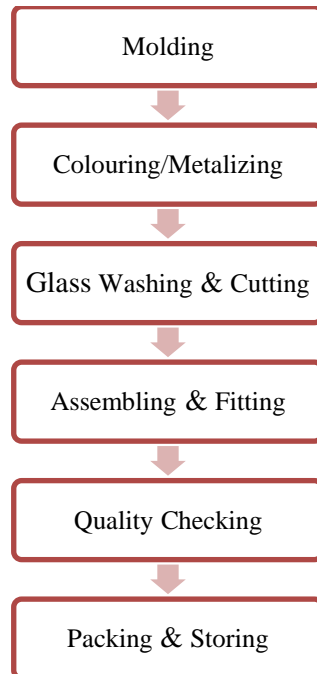 Molding
Colouring/Metalizing
Glass Washing & Cutting
Assembling & Fitting
Quality Checking
Packing & Storing